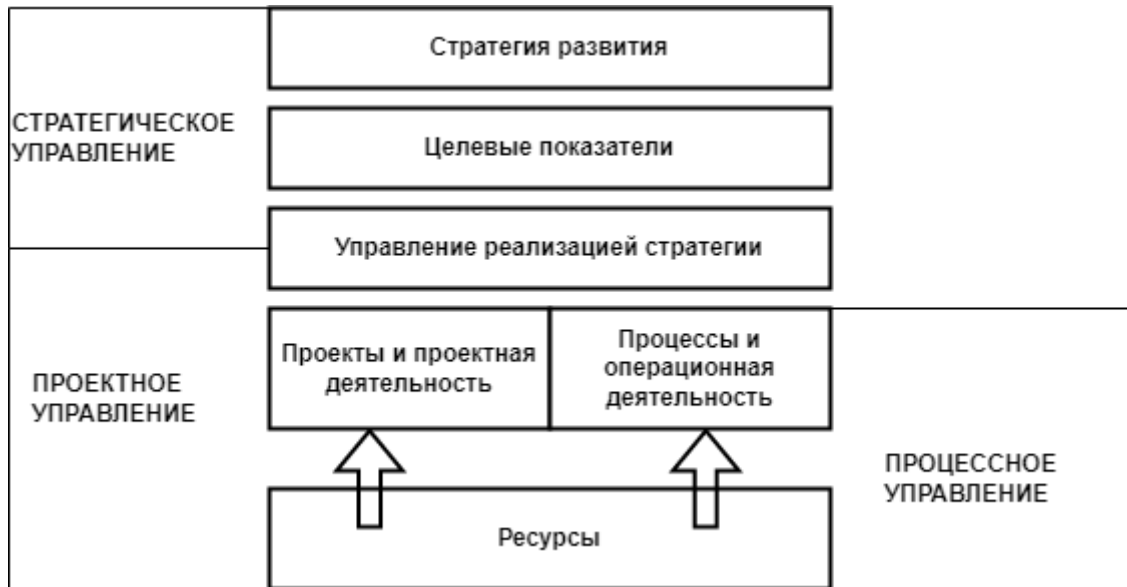 Стратегия развития
СТРАТЕГИЧЕСКОЕ
УПРАВЛЕНИЕ
Целевые показатели
Управление реализацией стратегии
Проекты и проектная
деятельность
Процессы и
операционная
деятельность
ПРОЕКТНОЕ
УПРАВЛЕНИЕ
ПРОЦЕССНОЕ
УПРАВЛЕНИЕ
Ресурсы